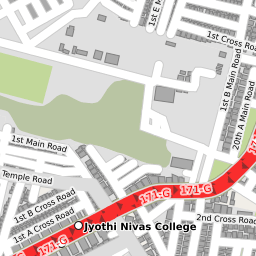 1st E M
1st Cross Road
1st B Main Road
20th A Main Road
1st Main Road
Temple Road
171-G 171-G
171-G
1st B Cross Road
1st A Cross Road
2nd Cross Road
Jyothi Nivas College
171-G